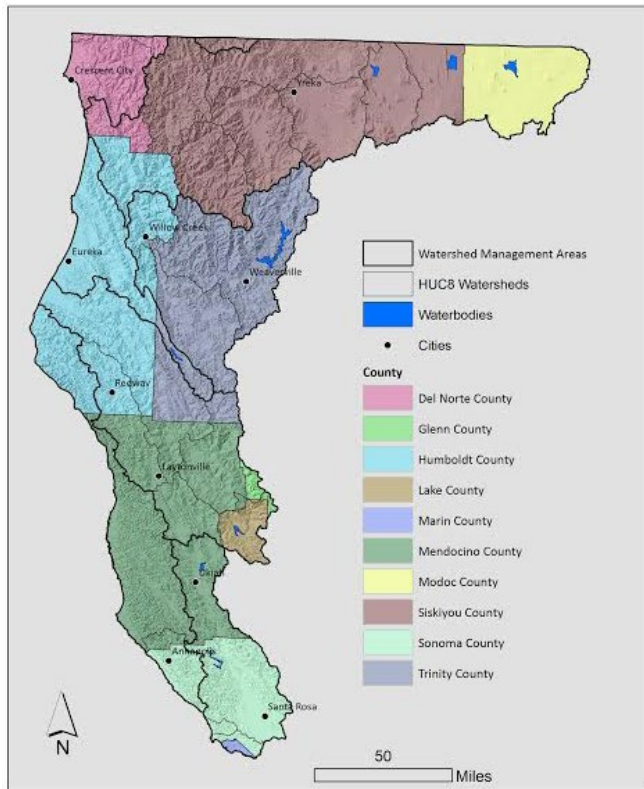 Crescent City
Yreka
Willow Creek
Eureka
Weaverville
Redway
Laytonville
Ukiah
Annapolis
Santa Rosa
Watershed Management Areas
HUC8 Watersheds
Waterbodies
Cities
County
Del Norte County
Glenn County
Humboldt County
Lake County
Marin County
Mendocino County
Modoc County
Siskiyou County
Sonoma County
Trinity County
N
50
Miles